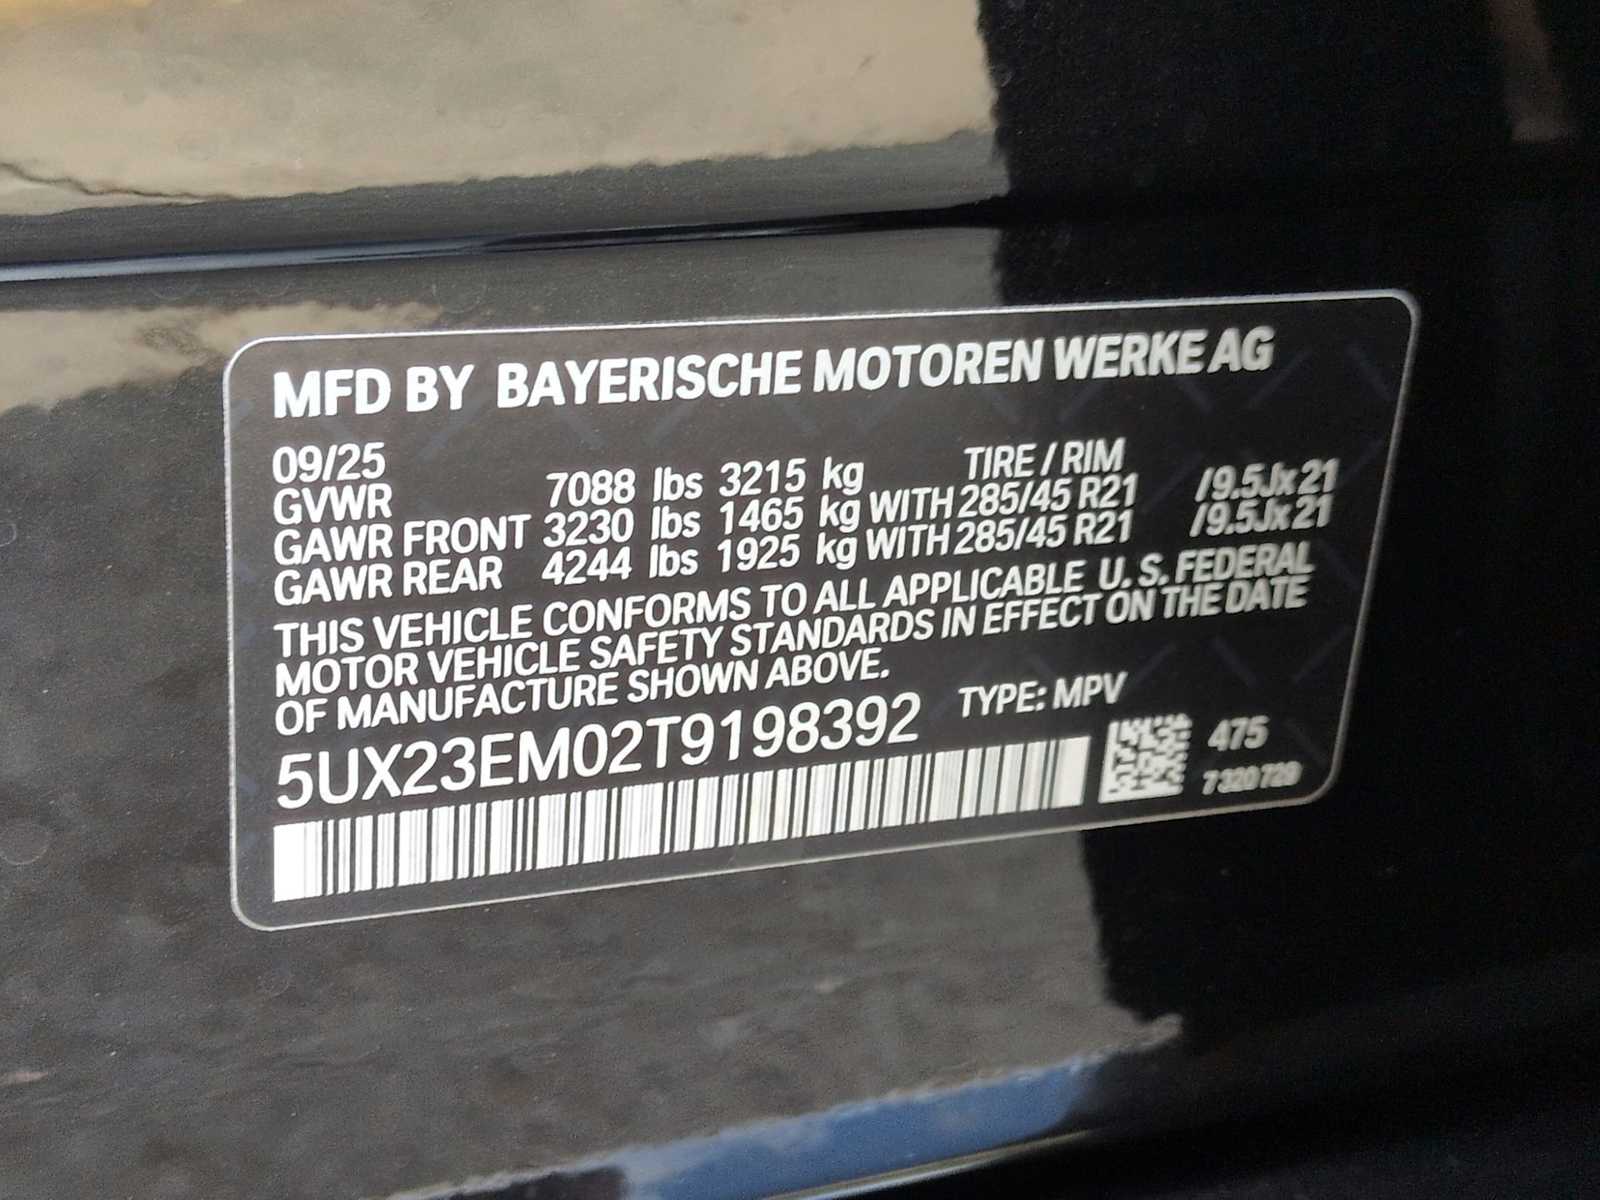 MFD BY BAYERISCHE MOTOREN WERKE AG
09/25 TIRE / RIM
GVWR 7088 lbs 3215 kg
GAWR FRONT 3230 lbs 1465 kg WITH 285/45 R21 /9.5Jx21
GAWR REAR 4244 lbs 1925 kg WITH 285/45 R21 /9.5Jx21
THIS VEHICLE CONFORMS TO ALL APPLICABLE U.S. FEDERAL
MOTOR VEHICLE SAFETY STANDARDS IN EFFECT ON THE DATE
OF MANUFACTURE SHOWN ABOVE.
5UX23EM02T9198392 TYPE: MPV
475
7 320 729